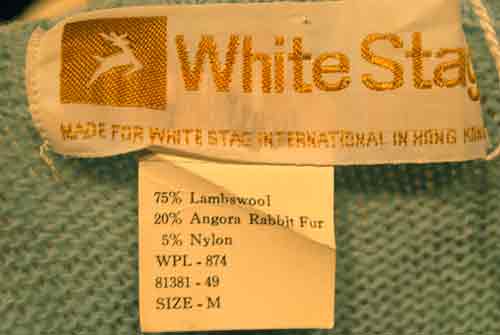 White Stag
MADE FOR WHITE STAG INTERNATIONAL IN HONG KONG
75% Lambswool
20% Angora Rabbit Fur
5% Nylon
WPL - 874
81381 - 49
SIZE - M